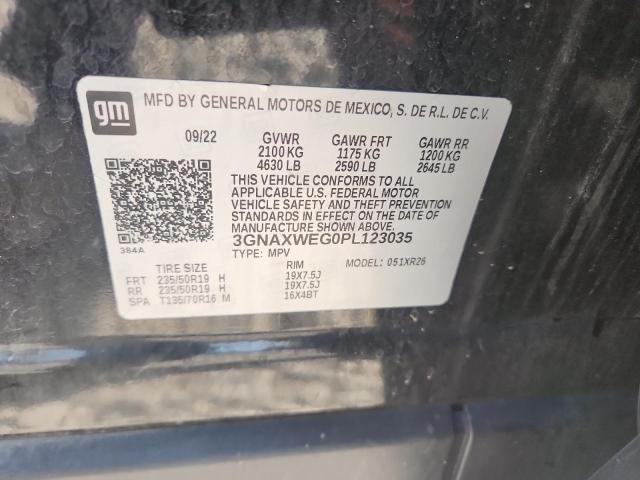 gm
MFD BY GENERAL MOTORS DE MEXICO, S. DE R.L. DE C.V.
09/22 GVWR GAWR FRT GAWR RR
2100 KG 1175 KG 1200 KG
4630 LB 2590 LB 2645 LB
THIS VEHICLE CONFORMS TO ALL
APPLICABLE U.S. FEDERAL MOTOR
VEHICLE SAFETY AND THEFT
PREVENTION STANDARDS IN EFFECT
ON THE DATE OF MANUFACTURE
SHOWN ABOVE.
3GNAXWEG0PL123035
384A
TYPE: MPV MODEL: 051XR26
TIRE SIZE RIM
FRT 235/50R19 H 19X7.5J
RR 235/50R19 H 19X7.5J
SPA T135/70R16 M 16X4BT